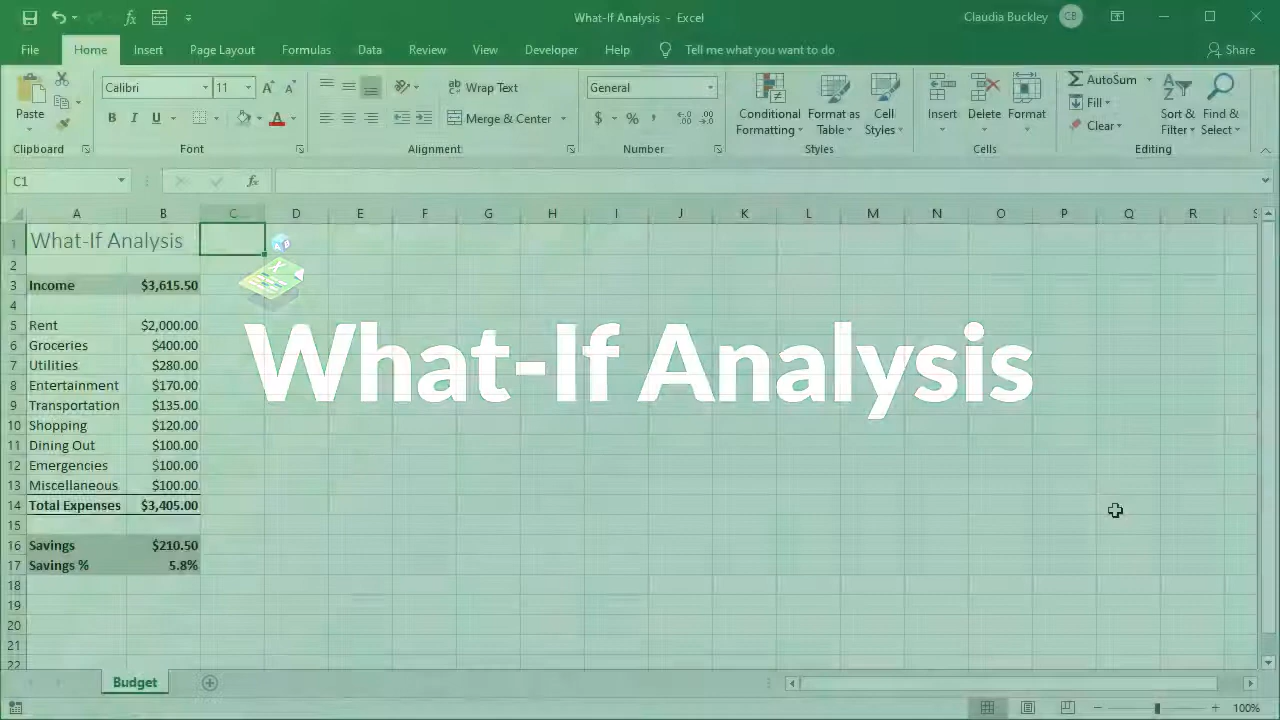 What-If Analysis - Excel
Claudia Buckley CB
File Home Insert Page Layout Formulas Data Review View Developer Help Tell me what you want to do Share
Paste
Clipboard
Calibri 11
B I U
Font
Wrap Text
Merge & Center
Alignment
General
$ % ,
Number
Conditional Formatting
Format as Table
Cell Styles
Styles
Insert Delete Format
Cells
AutoSum
Fill
Clear
Sort & Filter
Find & Select
Editing
C1 fx
A B C D E F G H I J K L M N O P Q R S
1 What-If Analysis
2
3 Income $3,615.50
4
5 Rent $2,000.00
6 Groceries $400.00
7 Utilities $280.00
8 Entertainment $170.00
9 Transportation $135.00
10 Shopping $120.00
11 Dining Out $100.00
12 Emergencies $100.00
13 Miscellaneous $100.00
14 Total Expenses $3,405.00
15
16 Savings $210.50
17 Savings % 5.8%
18
19
20
21
22
What-If Analysis
Budget
100%